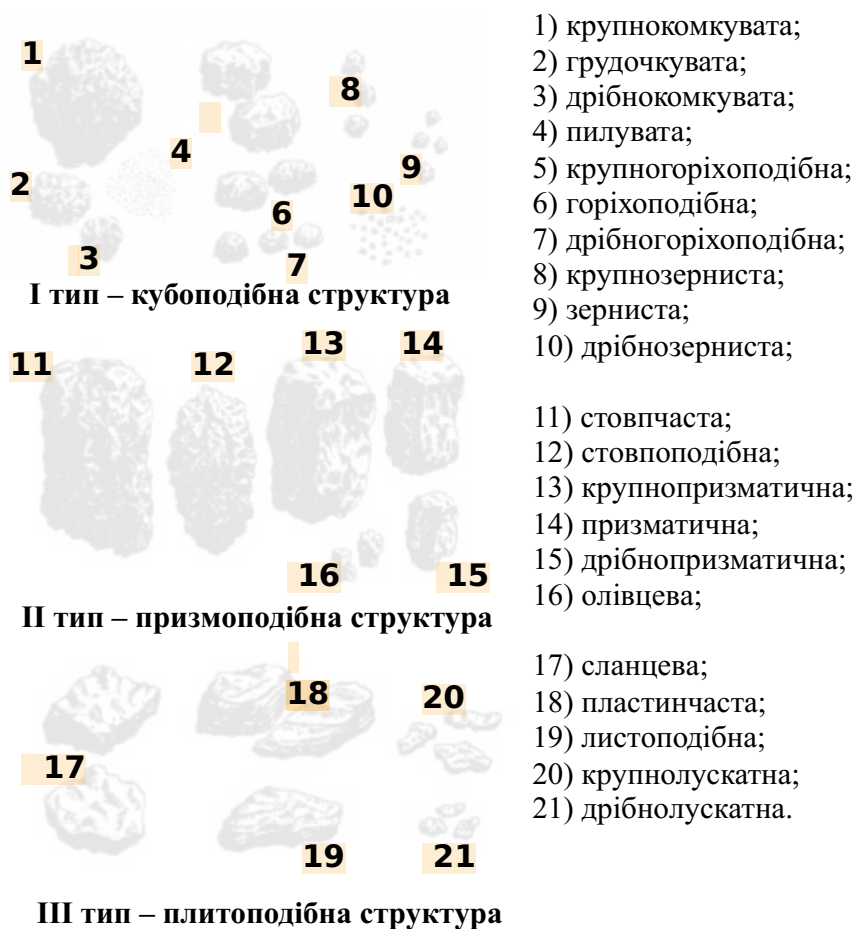 1
2
3
4
6
7
8
9
10
I тип – кубоподібна структура
11
12
13
14
15
16
II тип – призмоподібна структура
17
18
19
20
21
III тип – плитоподібна структура
1) крупнокомкувата;
2) грудочкувата;
3) дрібнокомкувата;
4) пилувата;
5) крупногоріхоподібна;
6) горіхоподібна;
7) дрібногоріхоподібна;
8) крупнозерниста;
9) зерниста;
10) дрібнозерниста;
11) стовпчаста;
12) стовпоподібна;
13) крупнопризматична;
14) призматична;
15) дрібнопризматична;
16) олівцева;
17) сланцева;
18) пластинчаста;
19) листоподібна;
20) крупнолускатна;
21) дрібнолускатна.